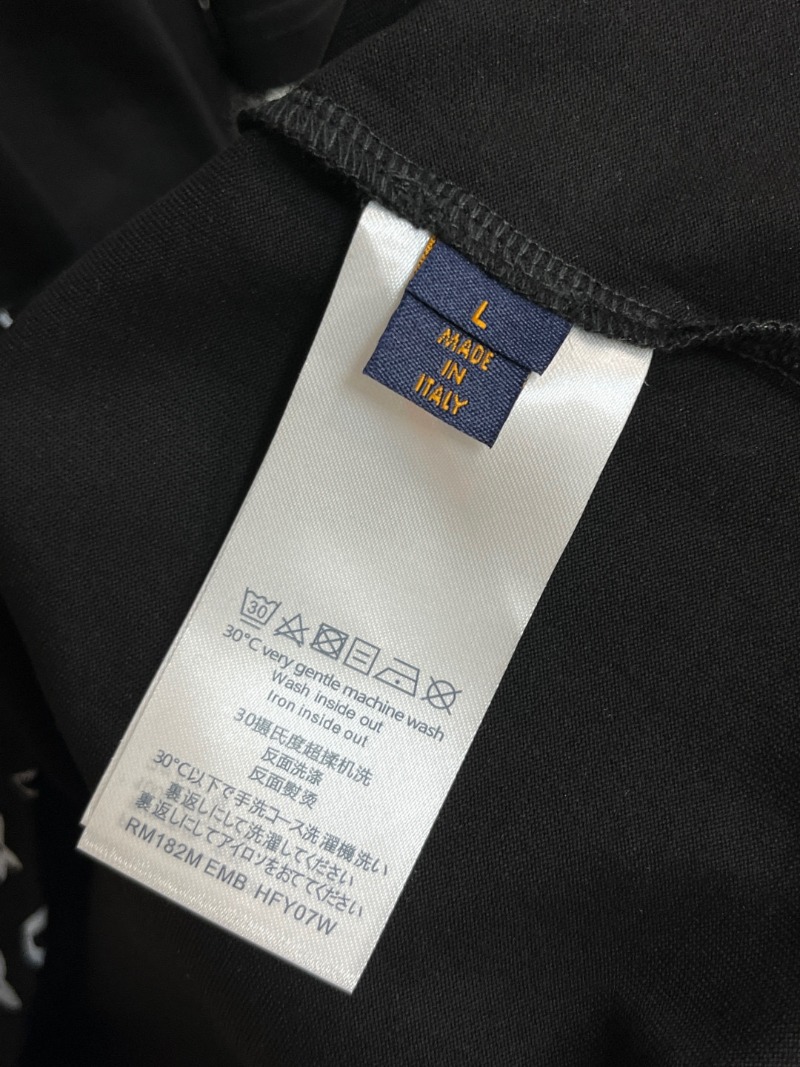 L
MADE
IN
ITALY
30
30°C very gentle machine wash
Wash inside out
Iron inside out
30摄氏度超揉机洗
反面洗涤
反面熨烫
30°C以下で手洗コース洗濯機洗い
裏返しにして洗濯してください
裏返しにしてアイロンをおててください
RM182M EMB HFY07W